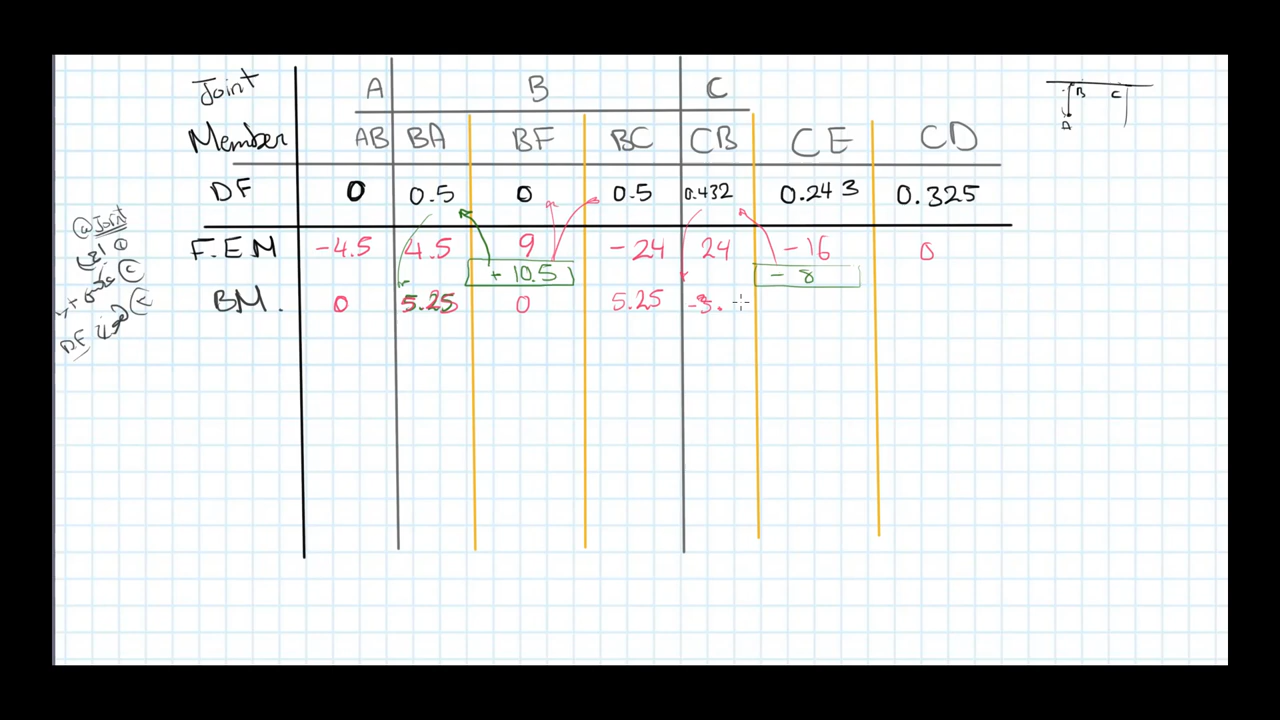 Joint A B C
Member AB BA BF BC CB CE CD
DF 0 0.5 0 0.5 0.432 0.243 0.325
F.E.M -4.5 4.5 9 -24 24 -16 0
+ 10.5 - 8
BM. 0 5.25 0 5.25 -3.
B C
A
@Joint
DF